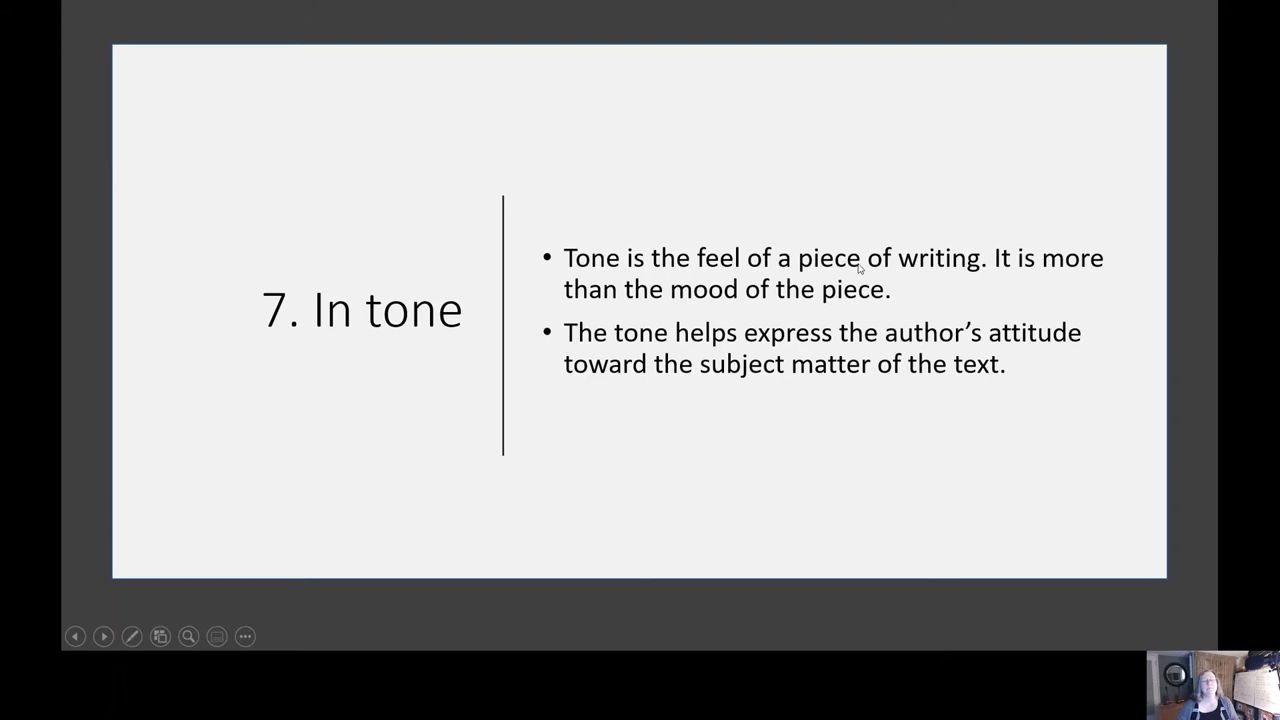 7. In tone
• Tone is the feel of a piece of writing. It is more
than the mood of the piece.
• The tone helps express the author’s attitude
toward the subject matter of the text.